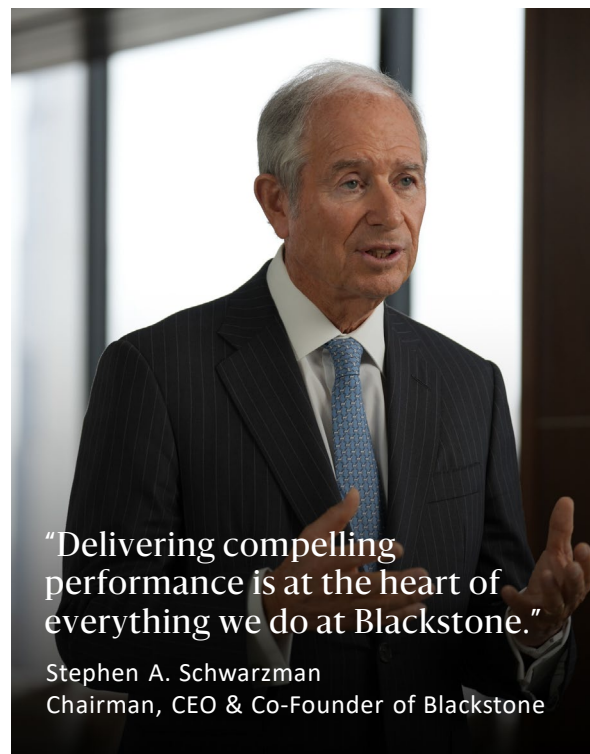 “Delivering compelling
performance is at the heart of
everything we do at Blackstone.”
Stephen A. Schwarzman
Chairman, CEO & Co-Founder of Blackstone